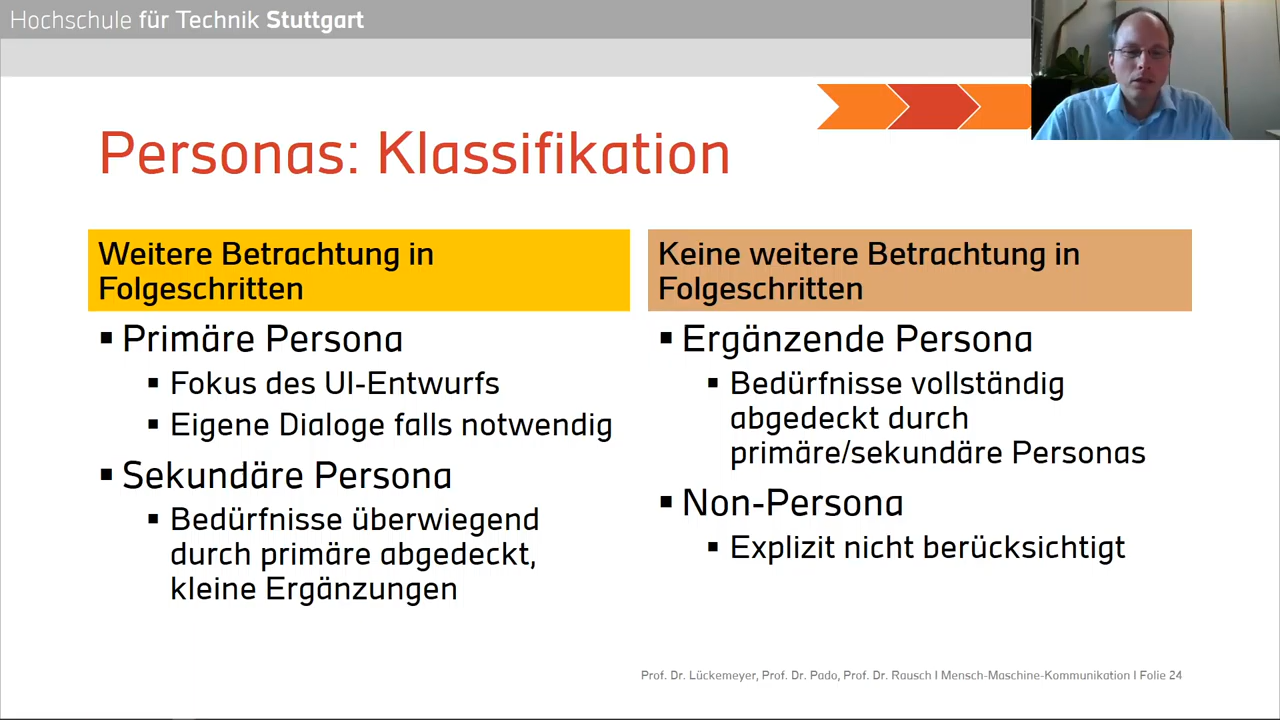 Hochschule für Technik Stuttgart
Personas: Klassifikation
Weitere Betrachtung in
Folgeschritten
▪ Primäre Persona
▪ Fokus des UI-Entwurfs
▪ Eigene Dialoge falls notwendig
▪ Sekundäre Persona
▪ Bedürfnisse überwiegend
durch primäre abgedeckt,
kleine Ergänzungen
Keine weitere Betrachtung in
Folgeschritten
▪ Ergänzende Persona
▪ Bedürfnisse vollständig
abgedeckt durch
primäre/sekundäre Personas
▪ Non-Persona
▪ Explizit nicht berücksichtigt
Prof. Dr. Lückemeyer, Prof. Dr. Pado, Prof. Dr. Rausch I Mensch-Maschine-Kommunikation I Folie 24